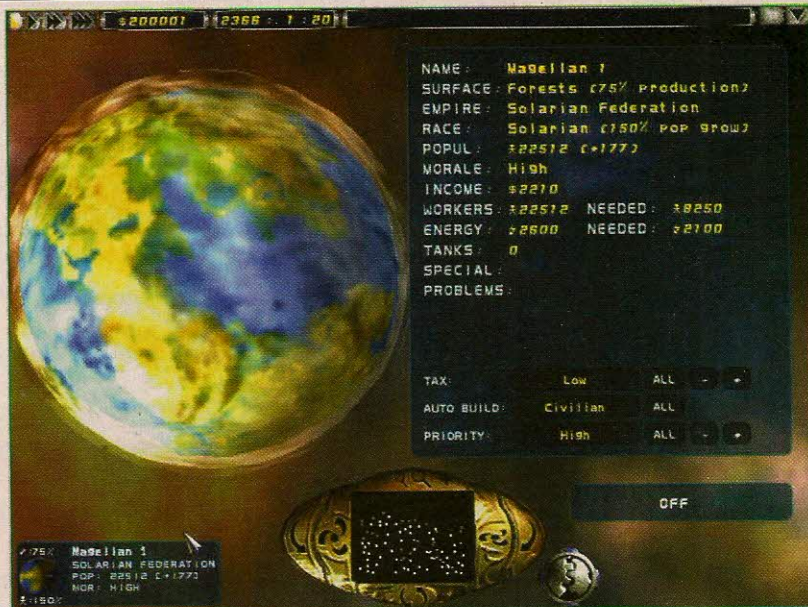 $200001 2366 : . 1 : 20
NAME: Magellan 1
SURFACE: Forests (75% production)
EMPIRE: Solarian Federation
RACE: Solarian (150% pop grow)
POPUL: 22512 (+177)
MORALE: High
INCOME: $2210
WORKERS: 22512 NEEDED: 8250
ENERGY: 2600 NEEDED: 2100
TANKS: 0
SPECIAL:
PROBLEMS:
TAX: Low ALL - +
AUTO BUILD: Civilian ALL
PRIORITY: High ALL - +
OFF
75% Magellan 1
SOLARIAN FEDERATION
POP: 22512 (+177)
MOR: HIGH
150%